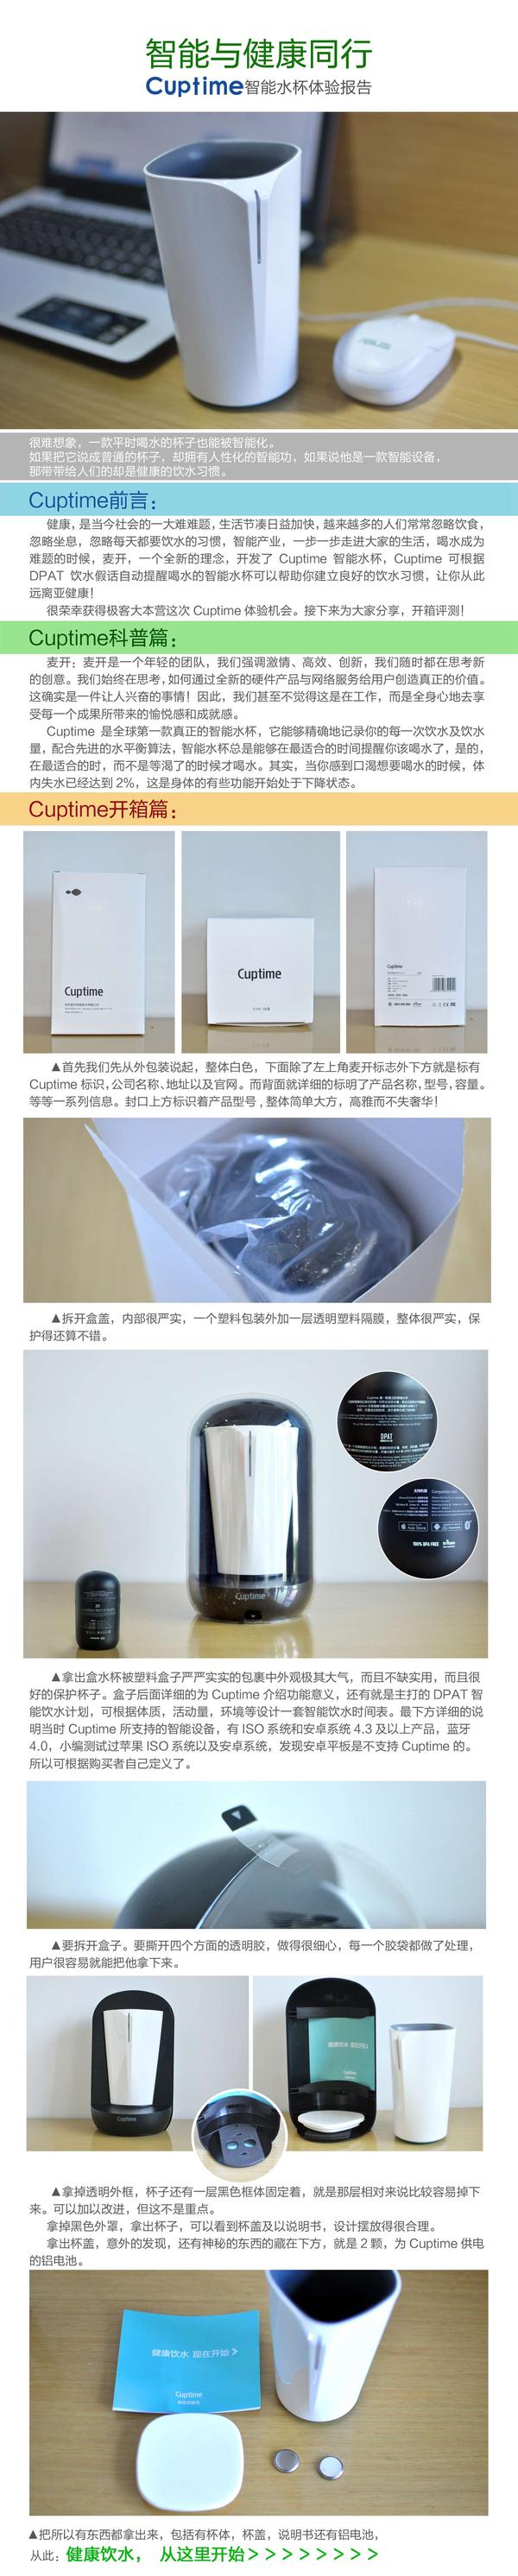 智能与健康同行
Cuptime智能水杯体验报告
很难想象，一款平时喝水的杯子也能被智能化。
如果把它说成普通的杯子，却拥有人性化的智能功，如果说他是一款智能设备，
那带带给人们的却是健康的饮水习惯。
Cuptime前言：
健康，是当今社会的一大难难题，生活节凑日益加快，越来越多的人们常常忽略饮食，
忽略坐息，忽略每天都要饮水的习惯，智能产业，一步一步走进大家的生活，喝水成为
难题的时候，麦开，一个全新的理念，开发了 Cuptime 智能水杯，Cuptime 可根据
DPAT 饮水假话自动提醒喝水的智能水杯可以帮助你建立良好的饮水习惯，让你从此
远离亚健康！
很荣幸获得极客大本营这次 Cuptime 体验机会。接下来为大家分享，开箱评测！
Cuptime科普篇：
麦开：麦开是一个年轻的团队，我们强调激情、高效、创新，我们随时都在思考新
的创意。我们始终在思考，如何通过全新的硬件产品与网络服务给用户创造真正的价值。
这确实是一件让人兴奋的事情！因此，我们甚至不觉得这是在工作，而是全身心地去享
受每一个成果所带来的愉悦感和成就感。
Cuptime 是全球第一款真正的智能水杯，它能够精确地记录你的每一次饮水及饮水
量，配合先进的水平衡算法，智能水杯总是能够在最适合的时间提醒你该喝水了，是的，
在最适合的时，而不是等渴了的时候才喝水。其实，当你感到口渴想要喝水的时候，体
内失水已经达到 2%，这是身体的有些功能开始处于下降状态。
Cuptime开箱篇：
Cuptime
Cuptime
Cuptime
▲首先我们先从外包装说起，整体白色，下面除了左上角麦开标志外下方就是标有
Cuptime 标识，公司名称、地址以及官网。而背面就详细的标明了产品名称，型号，容量。
等等一系列信息。封口上方标识着产品型号，整体简单大方，高雅而不失奢华！
▲拆开盒盖，内部很严实，一个塑料包装外加一层透明塑料隔膜，整体很严实，保
护得还算不错。
DPAT
App Store
100% BPA FREE
Cuptime
▲拿出盒水杯被塑料盒子严严实实的包裹中外观极其大气，而且不缺实用，而且很
好的保护杯子。盒子后面详细的为 Cuptime 介绍功能意义，还有就是主打的 DPAT 智
能饮水计划，可根据体质，活动量，环境等设计一套智能饮水时间表。最下方详细的说
明当时 Cuptime 所支持的智能设备，有 ISO 系统和安卓系统 4.3 及以上产品，蓝牙
4.0，小编测试过苹果 ISO 系统以及安卓系统，发现安卓平板是不支持 Cuptime 的。
所以可根据购买者自己定义了。
▲要拆开盒子。要撕开四个方面的透明胶，做得很细心，每一个胶袋都做了处理，
用户很容易就能把他拿下来。
Cuptime
▲拿掉透明外框，杯子还有一层黑色框体固定着，就是那层相对来说比较容易掉下
来。可以加以改进，但这不是重点。
拿掉黑色外罩，拿出杯子，可以看到杯盖及以说明书，设计摆放得很合理。
拿出杯盖，意外的发现，还有神秘的东西的藏在下方，就是 2 颗，为 Cuptime 供电
的铝电池。
健康饮水 现在开始 >
Cuptime
▲把所以有东西都拿出来，包括有杯体，杯盖，说明书还有铝电池，
从此：健康饮水， 从这里开始＞＞＞＞＞＞＞＞